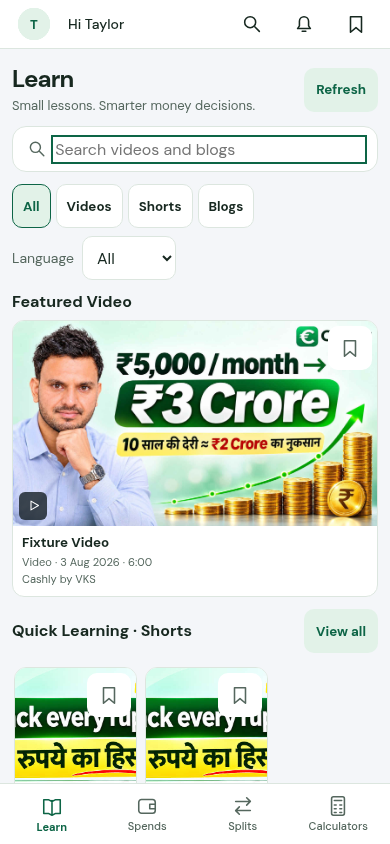 T
Hi Taylor
Learn
Small lessons. Smarter money decisions.
Refresh
Search videos and blogs
All
Videos
Shorts
Blogs
Language
All
Featured Video
₹5,000 / month →
₹3 Crore
10 साल की देरी ≈ ₹2 Crore का नुकसान
₹
Fixture Video
Video · 3 Aug 2026 · 6:00
Cashly by VKS
Quick Learning · Shorts
View all
ck every rup
रुपये का हिस
ck every rup
रुपये का हिस
Learn
Spends
Splits
Calculators